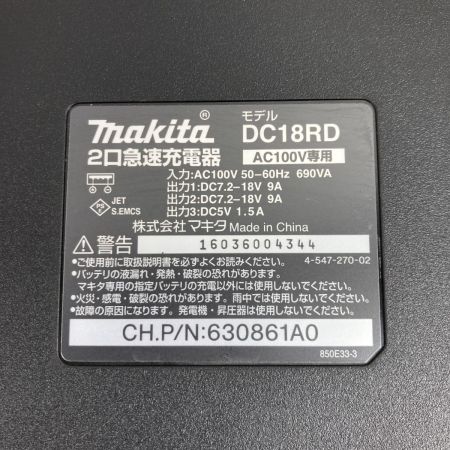 makita® モデル DC18RD
2口急速充電器 AC100V専用
入力:AC100V 50-60Hz 690VA
出力1:DC7.2-18V 9A
出力2:DC7.2-18V 9A
出力3:DC5V 1.5A
PS E JET S.EMCS
株式会社マキタ Made in China
⚠警告 16036004344 4-547-270-02
●ご使用前に取扱説明書を必ずよくお読みください。
●バッテリの液漏れ・発熱・破裂の恐れがあります。
マキタ専用の指定バッテリの充電以外には使用しないでください。
●火災・感電・破裂の恐れがあります。雨中では使用しないでください。
●故障の原因になります。発電機・昇圧器は使用しないでください。
CH.P/N:630861A0
850E33-3